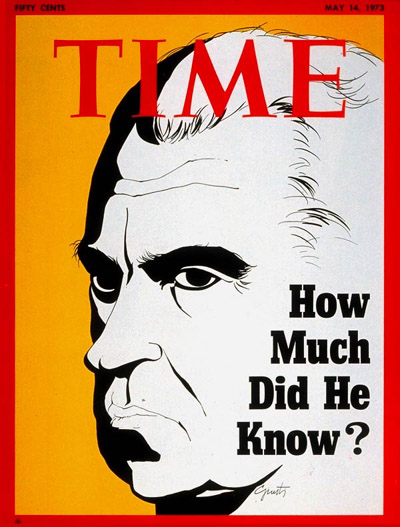 FIFTY CENTS
MAY 14, 1973
TIME
How
Much
Did He
Know?